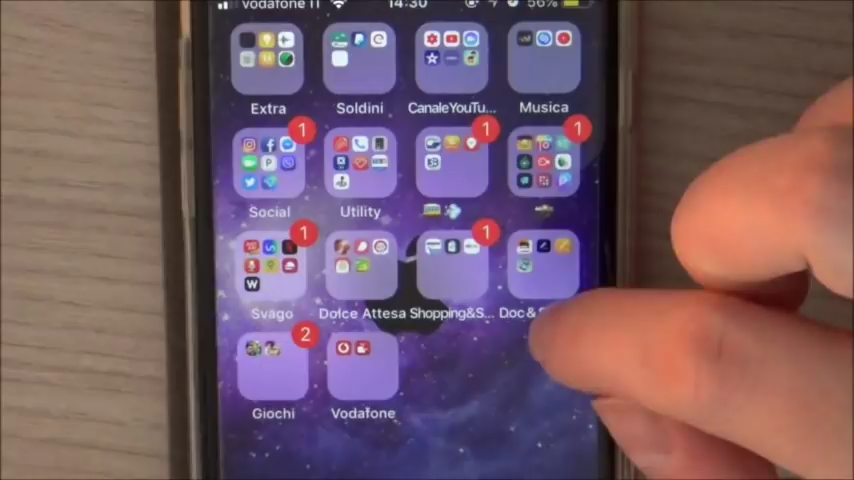 vodafone IT 14:30 56%
Extra Soldini CanaleYouTu... Musica
1 1 1
Social Utility
1 1
Svago Dolce Attesa Shopping&S... Doc&
2
Giochi Vodafone